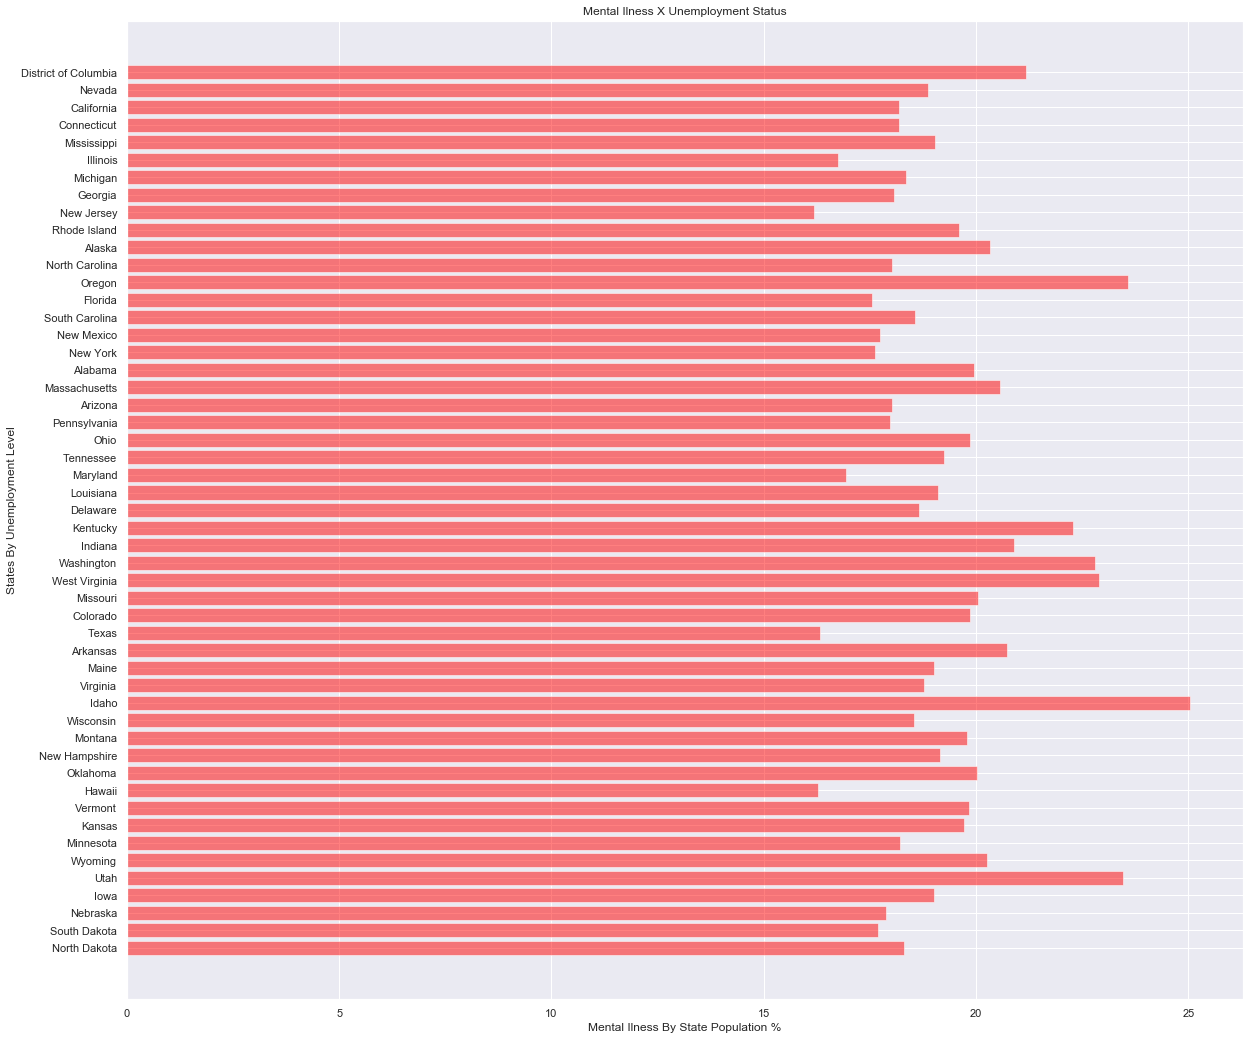 Mental Ilness X Unemployment Status
States By Unemployment Level
District of Columbia
Nevada
California
Connecticut
Mississippi
Illinois
Michigan
Georgia
New Jersey
Rhode Island
Alaska
North Carolina
Oregon
Florida
South Carolina
New Mexico
New York
Alabama
Massachusetts
Arizona
Pennsylvania
Ohio
Tennessee
Maryland
Louisiana
Delaware
Kentucky
Indiana
Washington
West Virginia
Missouri
Colorado
Texas
Arkansas
Maine
Virginia
Idaho
Wisconsin
Montana
New Hampshire
Oklahoma
Hawaii
Vermont
Kansas
Minnesota
Wyoming
Utah
Iowa
Nebraska
South Dakota
North Dakota
0 5 10 15 20 25
Mental Ilness By State Population %